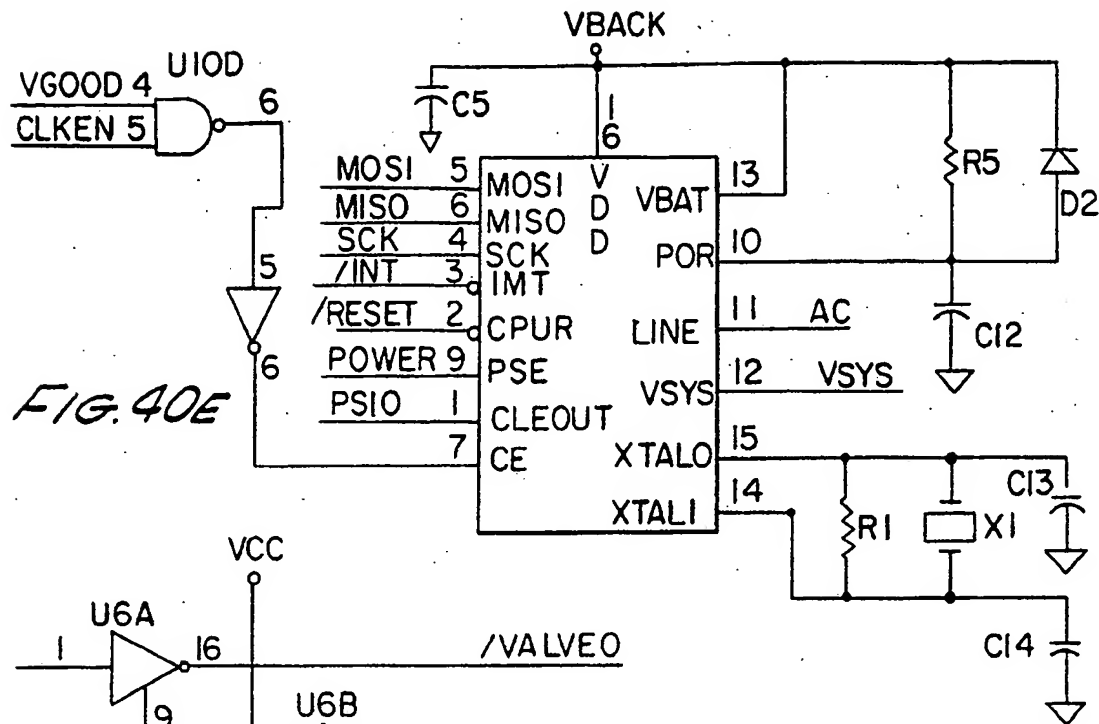 VBACK
U10D
VGOOD 4
6
CLKEN 5
C5
1
6
R5
D2
MOSI 5 MOSI
VDD
VBAT 13
MISO 6 MISO
SCK 4 SCK
POR 10
/INT 3 IMT
5
/RESET 2 CPUR
LINE 11 AC
C12
6
POWER 9 PSE
VSYS 12 VSYS
FIG. 40E
PSIO 1 CLEOUT
7 CE
XTALO 15
C13
XTALI 14
R1
X1
VCC
U6A
1
16
/VALVE0
C14
9
U6B